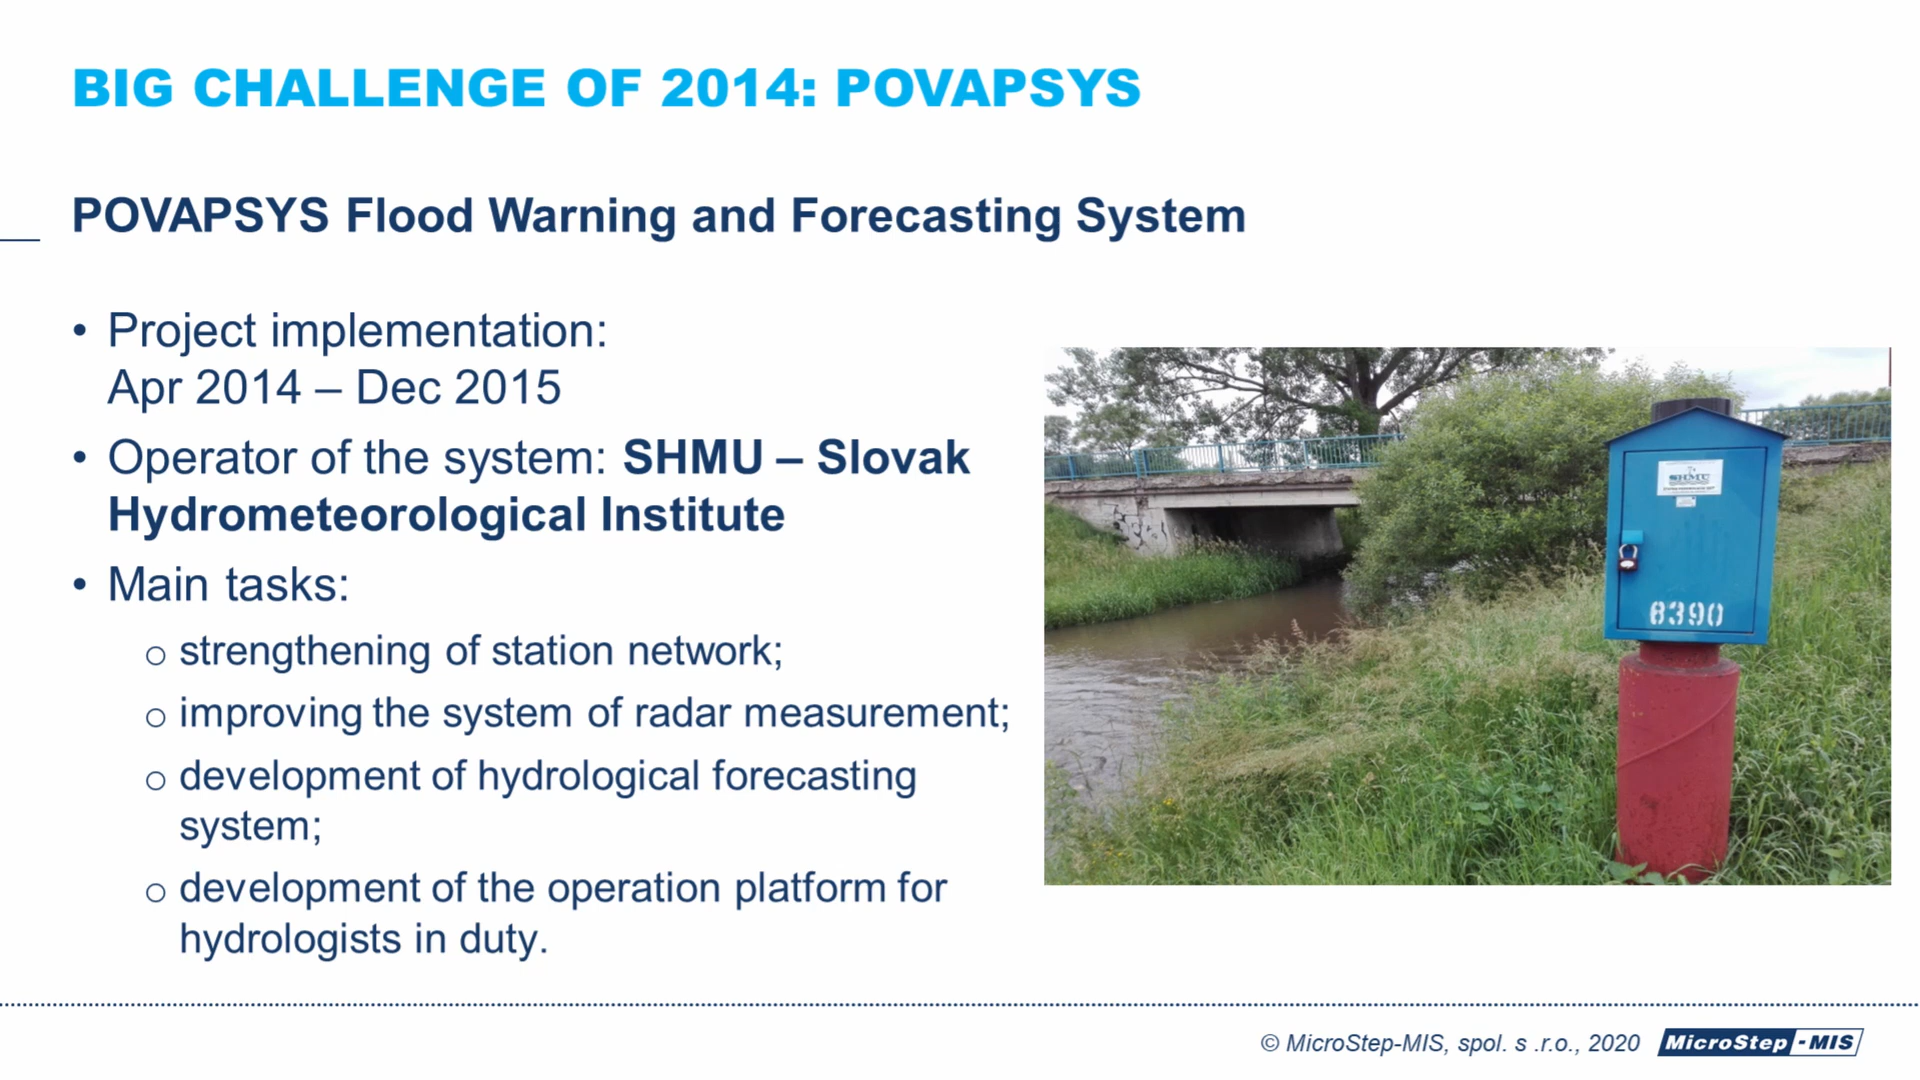 BIG CHALLENGE OF 2014: POVAPSYS
POVAPSYS Flood Warning and Forecasting System
• Project implementation:
Apr 2014 – Dec 2015
• Operator of the system: SHMU – Slovak
Hydrometeorological Institute
• Main tasks:
o strengthening of station network;
o improving the system of radar measurement;
o development of hydrological forecasting
system;
o development of the operation platform for
hydrologists in duty.
SHMU
8390
© MicroStep-MIS, spol. s .r.o., 2020
MicroStep-MIS